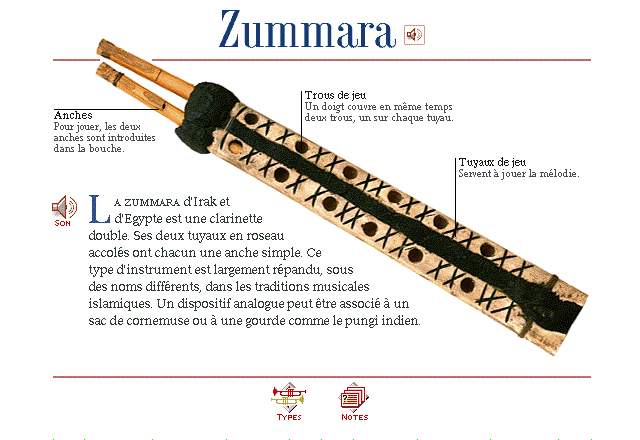 Zummara
Trous de jeu
Un doigt couvre en même temps
deux trous, un sur chaque tuyau.
Anches
Pour jouer, les deux
anches sont introduites
dans la bouche.
Tuyaux de jeu
Servent à jouer la mélodie.
SON
LA ZUMMARA d'Irak et
d'Egypte est une clarinette
double. Ses deux tuyaux en roseau
accolés ont chacun une anche simple. Ce
type d'instrument est largement répandu, sous
des noms différents, dans les traditions musicales
islamiques. Un dispositif analogue peut être associé à un
sac de cornemuse ou à une gourde comme le pungi indien.
TYPES
NOTES